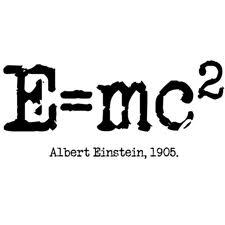 E=mc²
Albert Einstein, 1905.